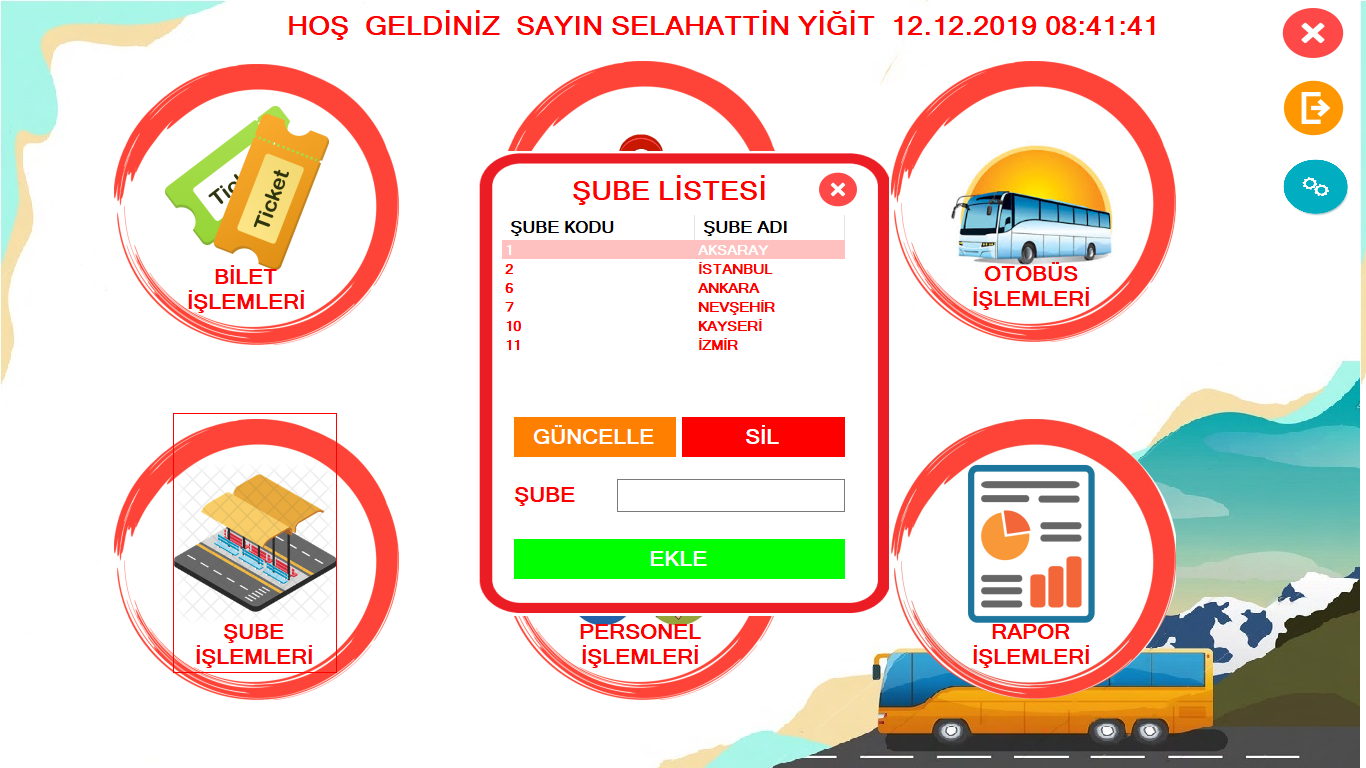 HOŞ GELDİNİZ SAYIN SELAHATTİN YİĞİT 12.12.2019 08:41:41
Ticket
BİLET
İŞLEMLERİ
OTOBÜS
İŞLEMLERİ
ŞUBE LİSTESİ
ŞUBE KODU ŞUBE ADI
1 AKSARAY
2 İSTANBUL
6 ANKARA
7 NEVŞEHİR
10 KAYSERİ
11 İZMİR
GÜNCELLE SİL
ŞUBE
EKLE
ŞUBE
İŞLEMLERİ
PERSONEL
İŞLEMLERİ
RAPOR
İŞLEMLERİ